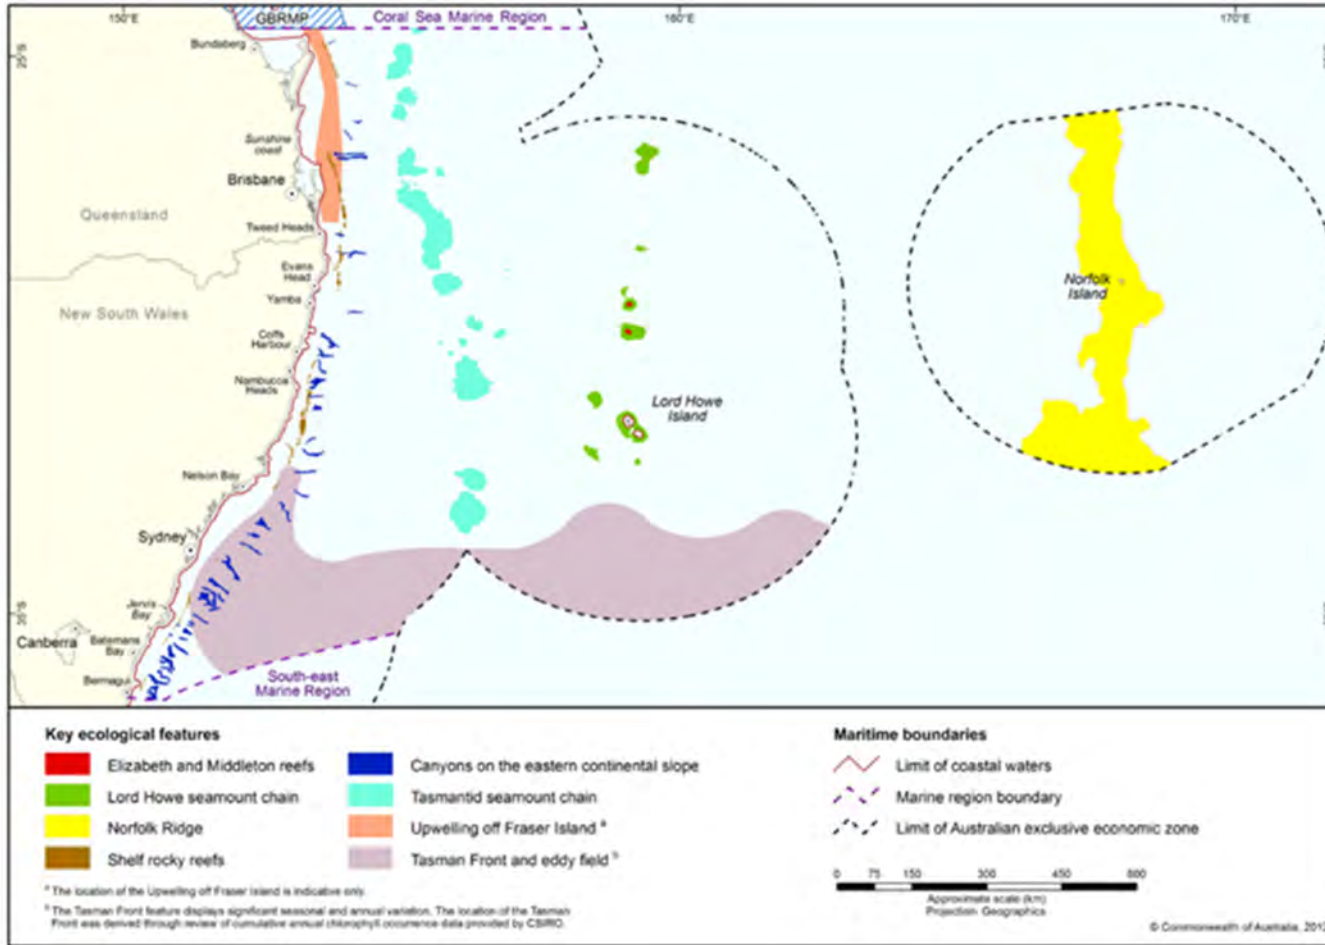 150°E
GBRMP
Coral Sea Marine Region
160°E
170°E
25°S
Bundaberg
Sunshine
coast
Brisbane
Queensland
Tweed Heads
Evans
Head
Yamba
New South Wales
Coffs
Harbour
Nambucca
Heads
Norfolk
Island
Lord Howe
Island
Nelson Bay
Sydney
Jervis
Bay
35°S
Canberra
Batemans
Bay
Bermagui
South-east
Marine Region
Key ecological features
Elizabeth and Middleton reefs
Lord Howe seamount chain
Norfolk Ridge
Shelf rocky reefs
Canyons on the eastern continental slope
Tasmantid seamount chain
Upwelling off Fraser Island a
Tasman Front and eddy field b
a The location of the Upwelling off Fraser Island is indicative only.
b The Tasman Front feature displays significant seasonal and annual variation. The location of the Tasman
Front was derived through review of cumulative annual chlorophyll occurrence data provided by CSIRO.
Maritime boundaries
Limit of coastal waters
Marine region boundary
Limit of Australian exclusive economic zone
0 75 150 300 450 600
Approximate scale (km)
Projection: Geographics
© Commonwealth of Australia, 2012